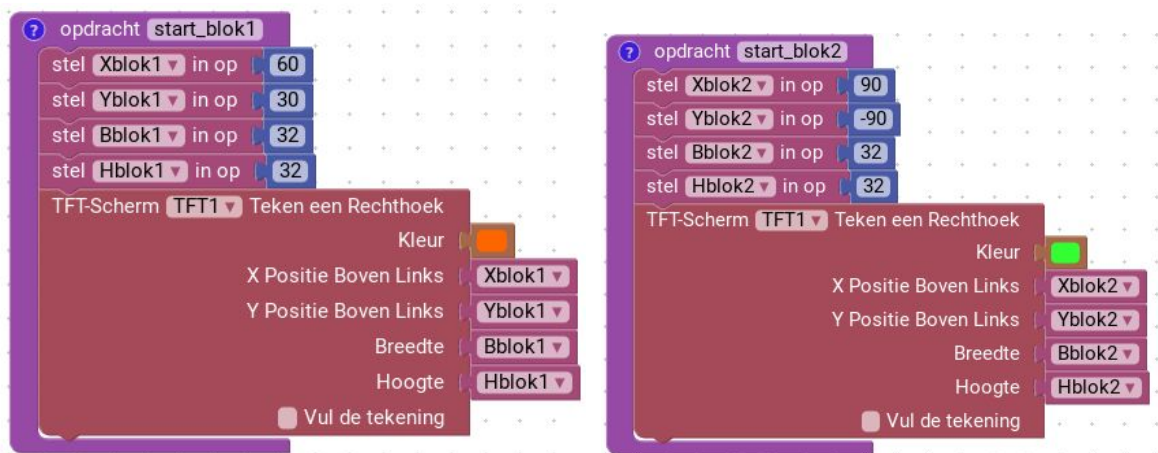 ? opdracht start_blok1
stel Xblok1 in op 60
stel Yblok1 in op 30
stel Bblok1 in op 32
stel Hblok1 in op 32
TFT-Scherm TFT1 Teken een Rechthoek
Kleur
X Positie Boven Links Xblok1
Y Positie Boven Links Yblok1
Breedte Bblok1
Hoogte Hblok1
Vul de tekening
? opdracht start_blok2
stel Xblok2 in op 90
stel Yblok2 in op -90
stel Bblok2 in op 32
stel Hblok2 in op 32
TFT-Scherm TFT1 Teken een Rechthoek
Kleur
X Positie Boven Links Xblok2
Y Positie Boven Links Yblok2
Breedte Bblok2
Hoogte Hblok2
Vul de tekening